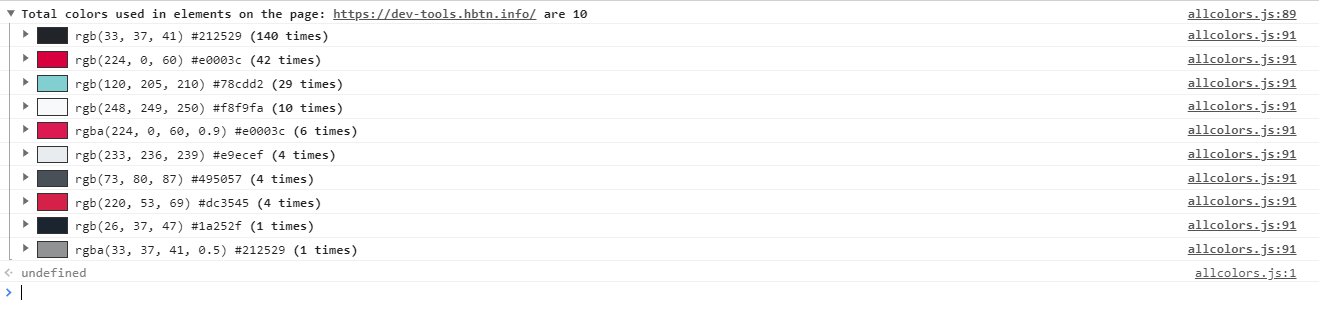 Total colors used in elements on the page: https://dev-tools.hbtn.info/ are 10 allcolors.js:89
rgb(33, 37, 41) #212529 (140 times) allcolors.js:91
rgb(224, 0, 60) #e0003c (42 times) allcolors.js:91
rgb(120, 205, 210) #78cdd2 (29 times) allcolors.js:91
rgb(248, 249, 250) #f8f9fa (10 times) allcolors.js:91
rgba(224, 0, 60, 0.9) #e0003c (6 times) allcolors.js:91
rgb(233, 236, 239) #e9ecef (4 times) allcolors.js:91
rgb(73, 80, 87) #495057 (4 times) allcolors.js:91
rgb(220, 53, 69) #dc3545 (4 times) allcolors.js:91
rgb(26, 37, 47) #1a252f (1 times) allcolors.js:91
rgba(33, 37, 41, 0.5) #212529 (1 times) allcolors.js:91
undefined allcolors.js:1